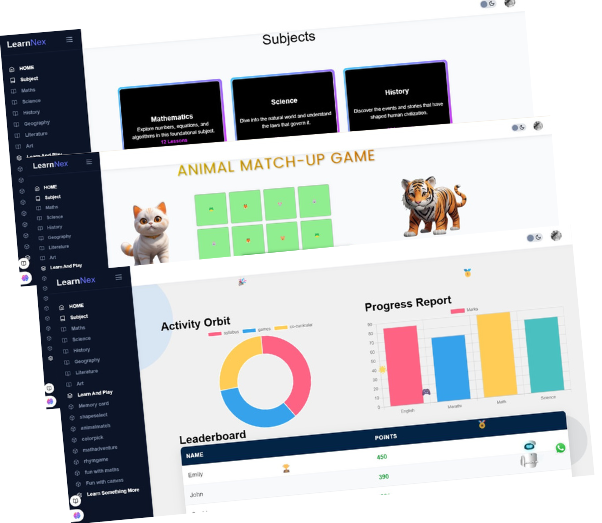 LearnNex
HOME
Subject
Maths
Science
History
Geography
Literature
Art
Learn And Play
Subjects
Mathematics
Explore numbers, equations, and
algorithms in this foundational subject.
12 Lessons
Science
Dive into the natural world and understand
the laws that govern it.
History
Discover the events and stories that have
shaped human civilization.
LearnNex
HOME
Subject
Maths
Science
History
Geography
Literature
Art
Learn And Play
ANIMAL MATCH-UP GAME
LearnNex
HOME
Subject
Maths
Science
History
Geography
Literature
Art
Learn And Play
Memory card
shapeselect
animalmatch
colorpick
mathadventure
rhymgame
fun with maths
Fun with canvas
Learn Something More
Activity Orbit
syllabus games co-curricular
Progress Report
Marks
90
80
70
60
50
40
30
20
10
0
English
Math
Science
Leaderboard
NAME POINTS
Emily 450
John 390